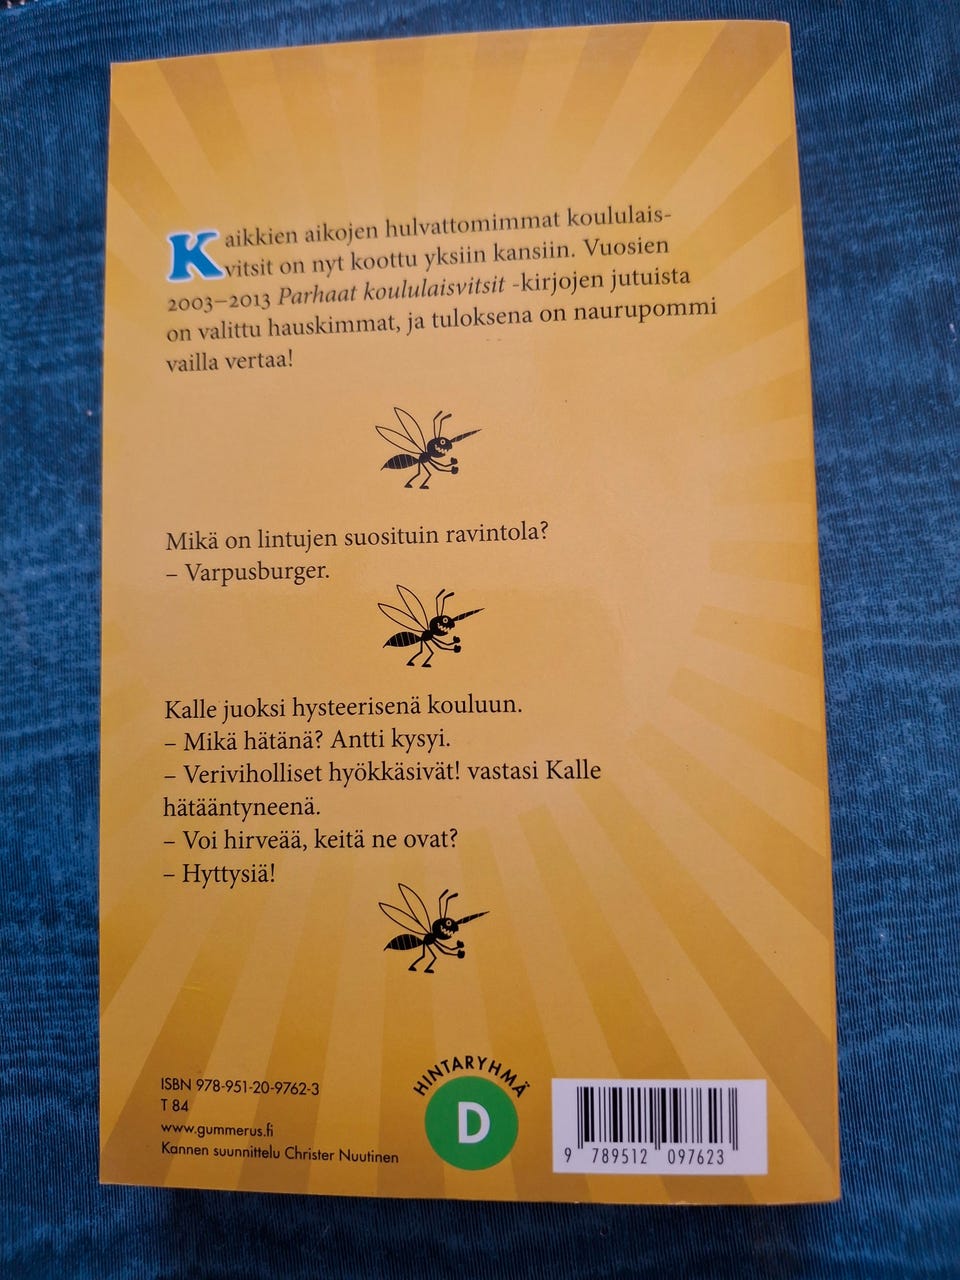 Kaikkien aikojen hulvattomimmat koululais-
vitsit on nyt koottu yksiin kansiin. Vuosien
2003–2013 Parhaat koululaisvitsit -kirjojen jutuista
on valittu hauskimmat, ja tuloksena on naurupommi
vailla vertaa!
Mikä on lintujen suosituin ravintola?
– Varpusburger.
Kalle juoksi hysteerisenä kouluun.
– Mikä hätänä? Antti kysyi.
– Veriviholliset hyökkäsivät! vastasi Kalle
hätääntyneenä.
– Voi hirveää, keitä ne ovat?
– Hyttysiä!
ISBN 978-951-20-9762-3
T 84
www.gummerus.fi
Kannen suunnittelu Christer Nuutinen
HINTARYHMÄ
D
9 789512 097623